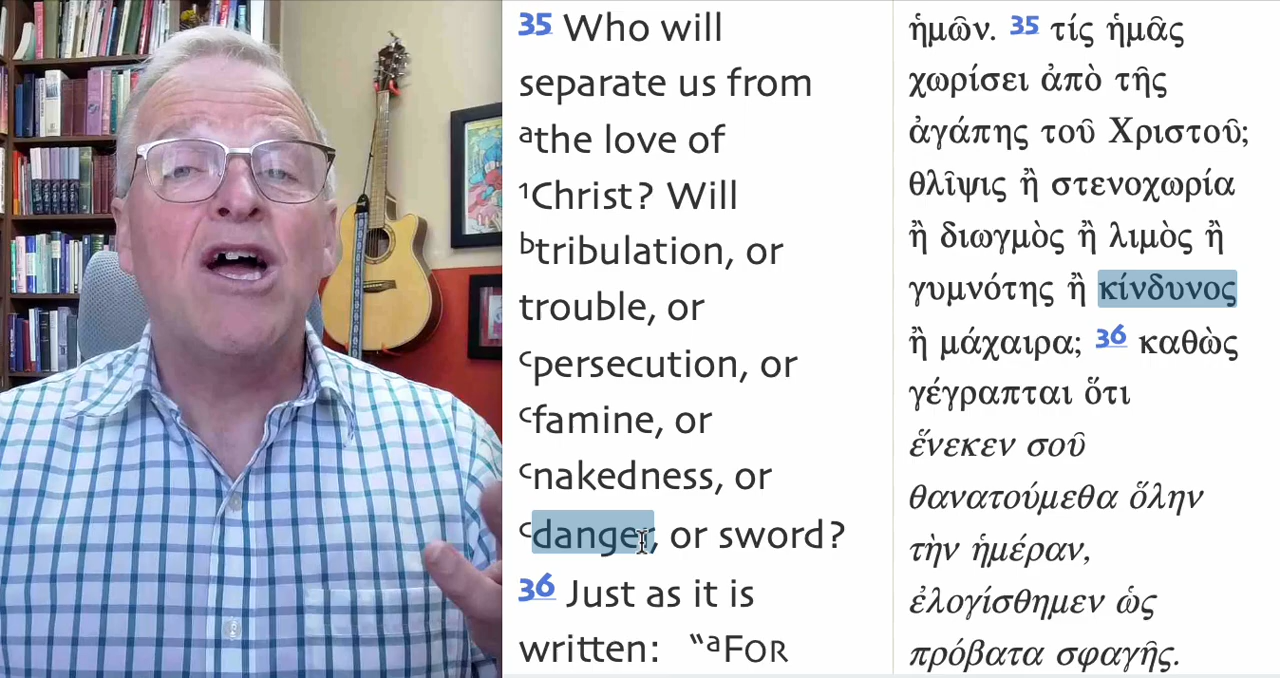 35 Who will
separate us from
ᵃthe love of
¹Christ? Will
ᵇtribulation, or
trouble, or
ᶜpersecution, or
ᶜfamine, or
ᶜnakedness, or
ᶜdanger, or sword?
36 Just as it is
written: “ᵃFOR
ἡμῶν. 35 τίς ἡμᾶς
χωρίσει ἀπὸ τῆς
ἀγάπης τοῦ Χριστοῦ;
θλῖψις ἢ στενοχωρία
ἢ διωγμὸς ἢ λιμὸς ἢ
γυμνότης ἢ κίνδυνος
ἢ μάχαιρα; 36 καθὼς
γέγραπται ὅτι
ἕνεκεν σοῦ
θανατούμεθα ὅλην
τὴν ἡμέραν,
ἐλογίσθημεν ὡς
πρόβατα σφαγῆς.